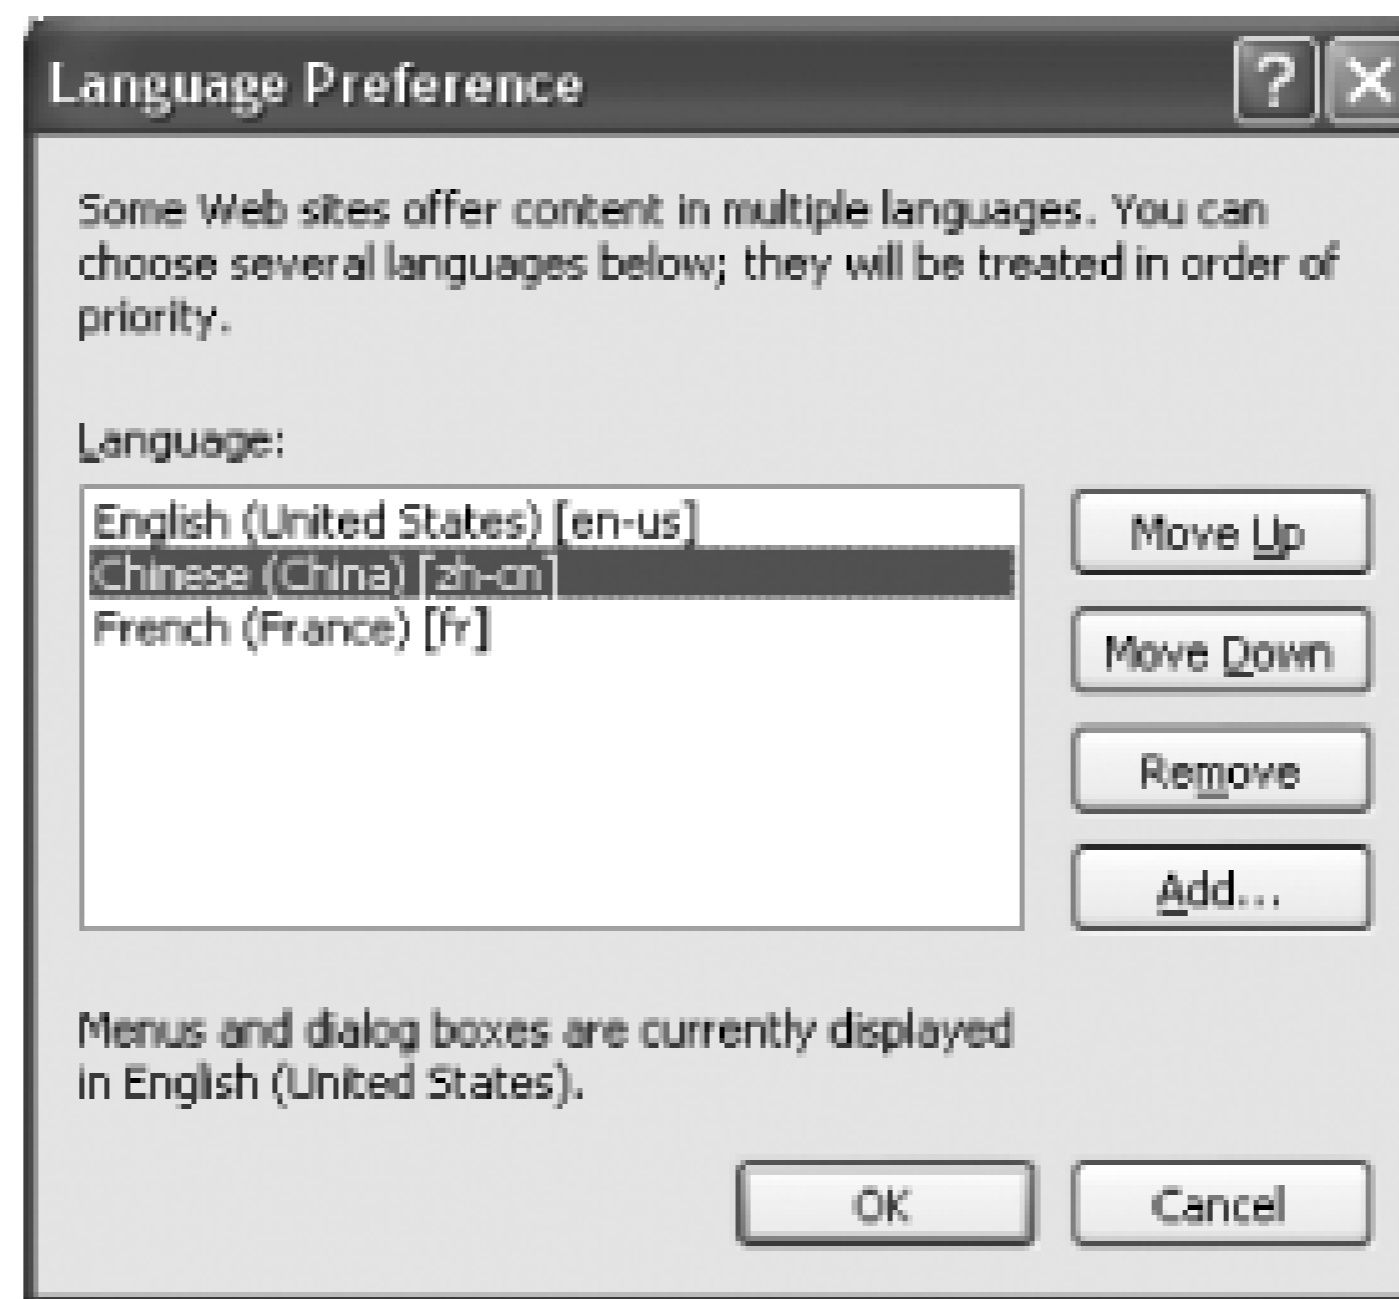 Language Preference
Some Web sites offer content in multiple languages. You can
choose several languages below; they will be treated in order of
priority.
Language:
English (United States) [en-us]
Chinese (China) [zh-cn]
French (France) [fr]
Move Up
Move Down
Remove
Add...
Menus and dialog boxes are currently displayed
in English (United States).
OK
Cancel